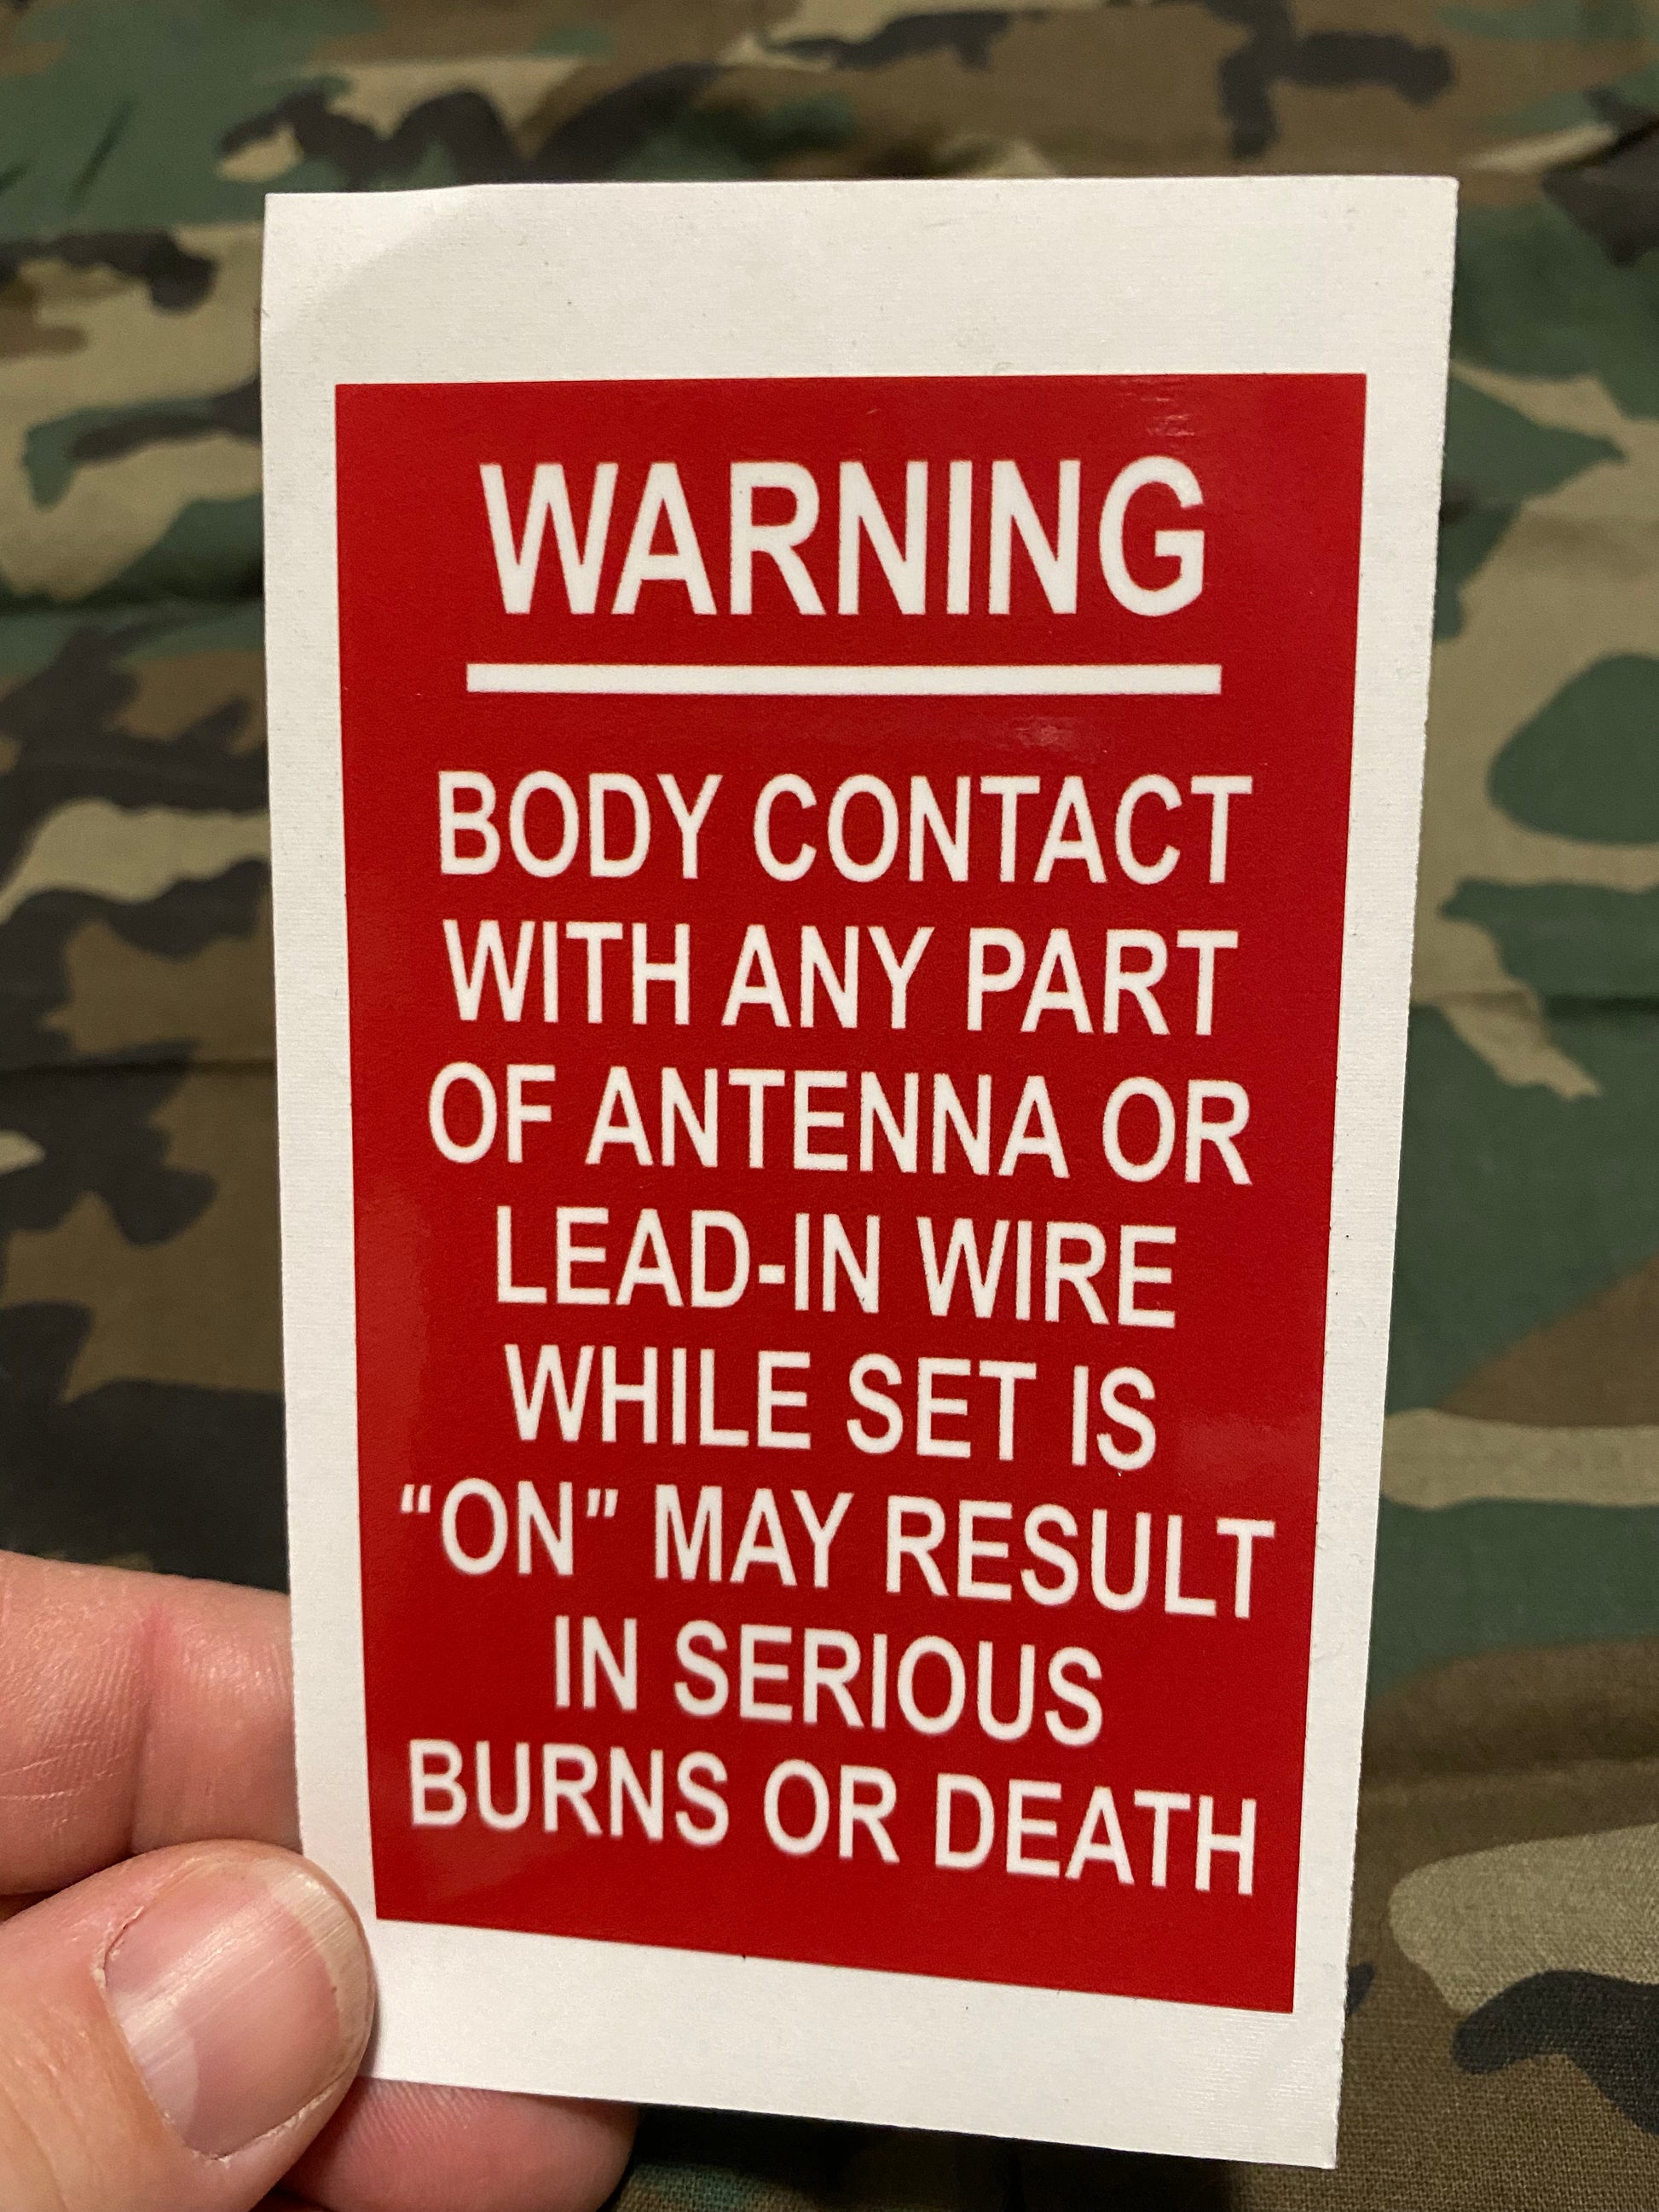 WARNING
BODY CONTACT
WITH ANY PART
OF ANTENNA OR
LEAD-IN WIRE
WHILE SET IS
“ON” MAY RESULT
IN SERIOUS
BURNS OR DEATH